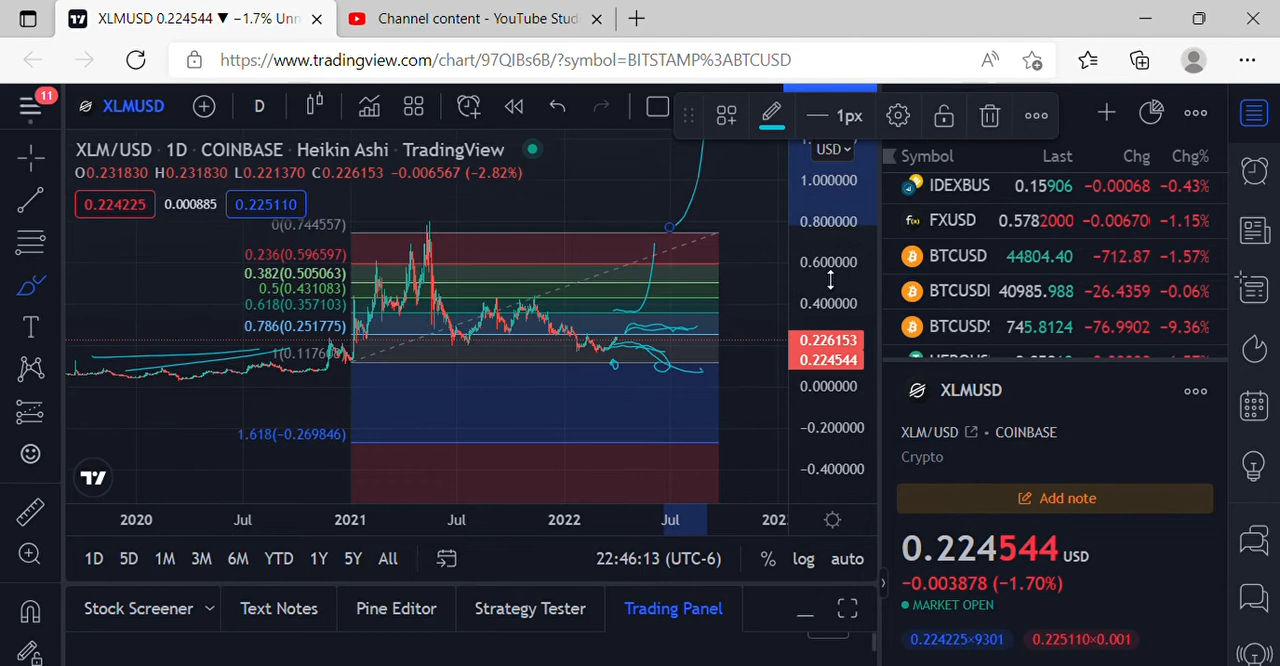 XLMUSD 0.224544 ▼ −1.7% Unn
Channel content - YouTube Stud
https://www.tradingview.com/chart/97QIBs6B/?symbol=BITSTAMP%3ABTCUSD
11
XLMUSD
D
1px
XLM/USD · 1D · COINBASE · Heikin Ashi · TradingView
O0.231830 H0.231830 L0.221370 C0.226153 −0.006567 (−2.82%)
0.224225
0.000885
0.225110
USD
1.000000
0.800000
0.600000
0.400000
0.226153
0.224544
0.000000
−0.200000
−0.400000
0(0.744557)
0.236(0.596597)
0.382(0.505063)
0.5(0.431083)
0.618(0.357103)
0.786(0.251775)
1.618(−0.269846)
2020
Jul
2021
Jul
2022
Jul
202
1D 5D 1M 3M 6M YTD 1Y 5Y All
22:46:13 (UTC-6)
% log auto
Stock Screener
Text Notes
Pine Editor
Strategy Tester
Trading Panel
Symbol Last Chg Chg%
IDEXBUS 0.15906 −0.00068 −0.43%
FXUSD 0.5782000 −0.00670 −1.15%
BTCUSD 44804.40 −712.87 −1.57%
BTCUSDI 40985.988 −26.4359 −0.06%
BTCUSD 745.8124 −76.9902 −9.36%
XLMUSD
XLM/USD · COINBASE
Crypto
Add note
0.224544 USD
−0.003878 (−1.70%)
MARKET OPEN
0.224225×9301
0.225110×0.001